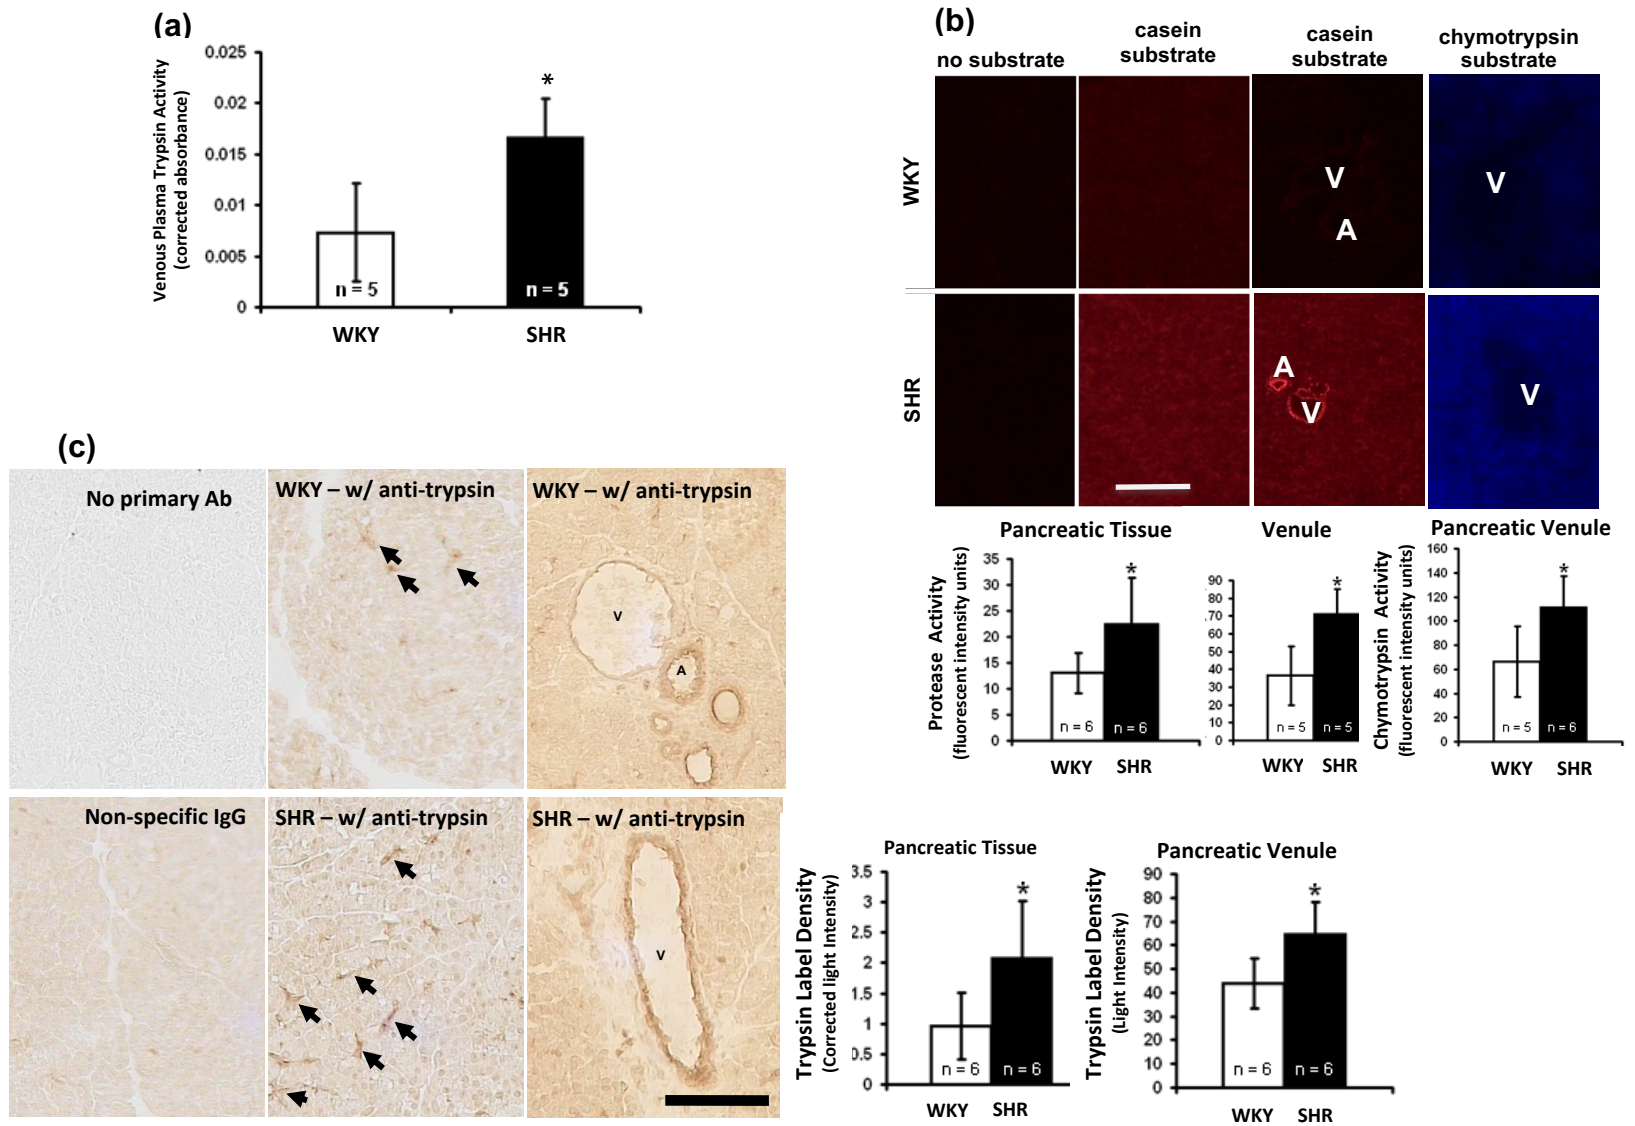 (a)
0.025
0.02
0.015
0.01
0.005
0
Venous Plasma Trypsin Activity
(corrected absorbance)
*
n = 5
n = 5
WKY
SHR
(b)
no substrate
casein
substrate
casein
substrate
chymotrypsin
substrate
WKY
V
A
V
SHR
A
V
V
Pancreatic Tissue
Protease Activity
(fluorescent intensity units)
35
30
25
20
15
10
5
0
*
n = 6
n = 6
WKY
SHR
Venule
90
80
70
60
50
40
30
20
10
0
*
n = 5
n = 5
WKY
SHR
Pancreatic Venule
Chymotrypsin Activity
(fluorescent intensity units)
160
140
120
100
80
60
40
20
0
*
n = 5
n = 6
WKY
SHR
(c)
No primary Ab
WKY – w/ anti-trypsin
WKY – w/ anti-trypsin
V
A
Non-specific IgG
SHR – w/ anti-trypsin
SHR – w/ anti-trypsin
V
Pancreatic Tissue
Trypsin Label Density
(Corrected light Intensity)
3.5
3
2.5
2
1.5
1
0.5
0
*
n = 6
n = 6
WKY
SHR
Pancreatic Venule
Trypsin Label Density
(Light Intensity)
90
80
70
60
50
40
30
20
10
0
*
n = 6
n = 6
WKY
SHR